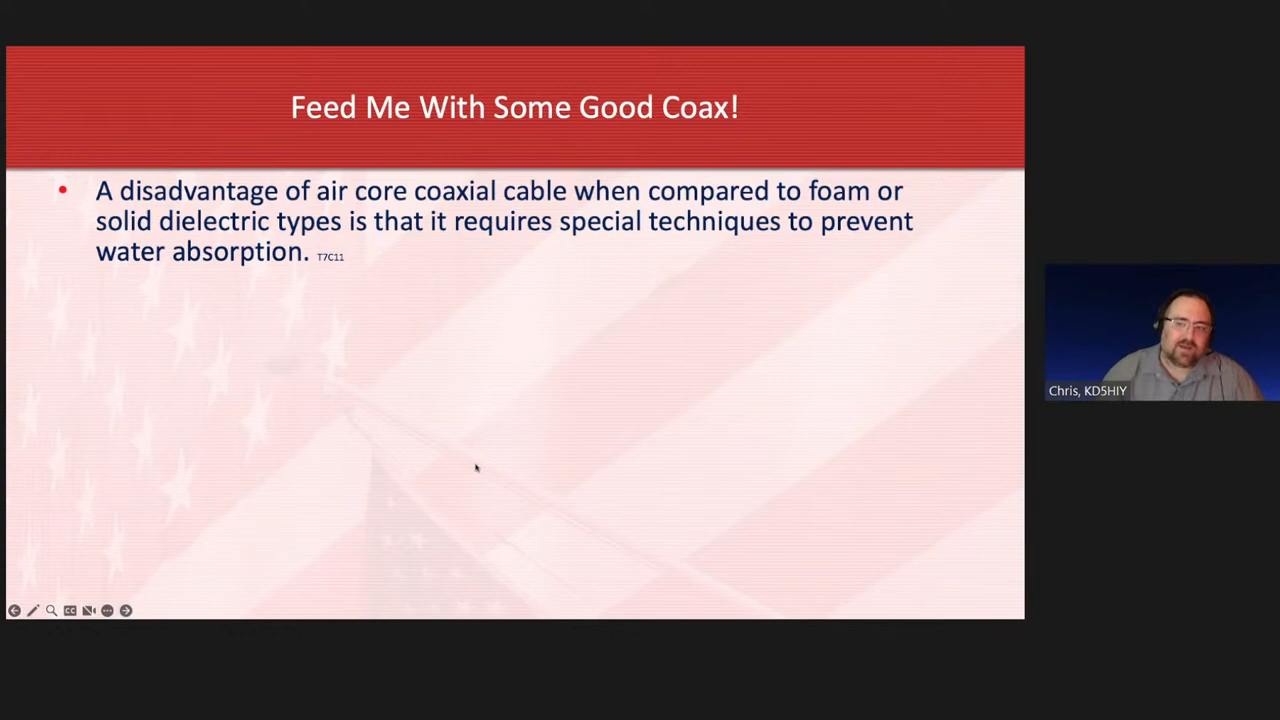 Feed Me With Some Good Coax!
• A disadvantage of air core coaxial cable when compared to foam or
solid dielectric types is that it requires special techniques to prevent
water absorption. T7C11
Chris, KD5HIY
CC